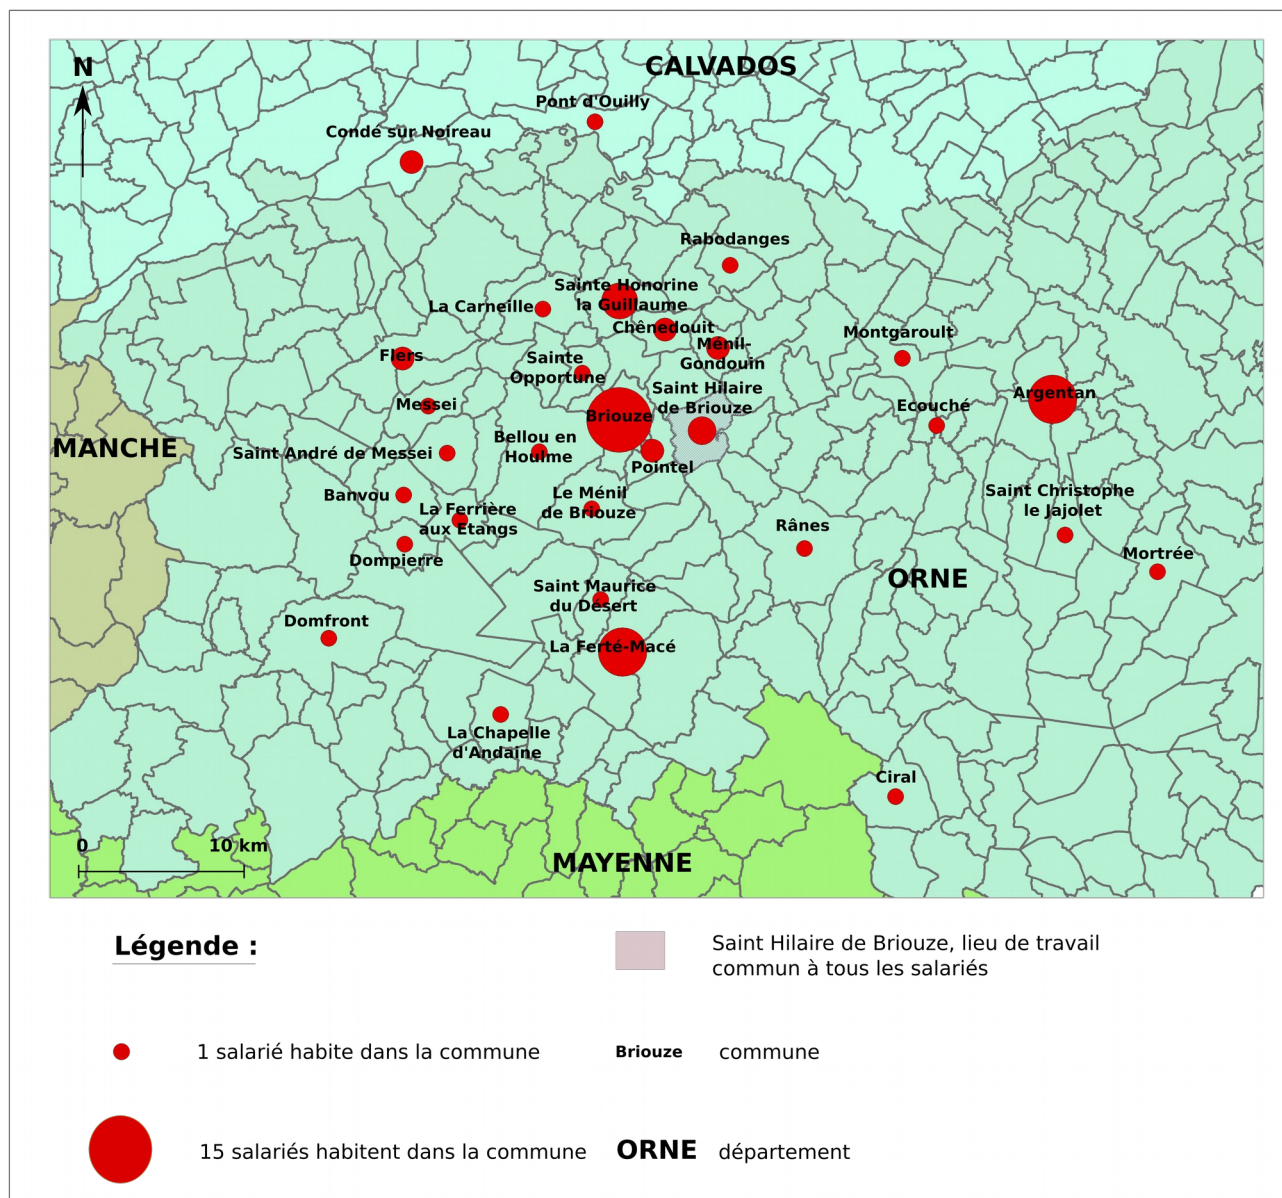 N
CALVADOS
Pont d'Ouilly
Condé sur Noireau
Rabodanges
Sainte Honorine
la Guillaume
La Carneille
Chênedouit
Montgaroult
Ménil-
Gondouin
Flers
Sainte
Opportune
Saint Hilaire
de Briouze
Argentan
Messei
Ecouché
Briouze
MANCHE
Saint André de Messei
Bellou en
Houlme
Pointel
Banvou
Le Ménil
de Briouze
Saint Christophe
le Jajolet
La Ferrière
aux Etangs
Rânes
Dompierre
Mortrée
ORNE
Saint Maurice
du Désert
Domfront
La Ferté-Macé
La Chapelle
d'Andaine
Ciral
0 10 km
MAYENNE
Légende :
Saint Hilaire de Briouze, lieu de travail
commun à tous les salariés
1 salarié habite dans la commune
Briouze commune
15 salariés habitent dans la commune
ORNE département